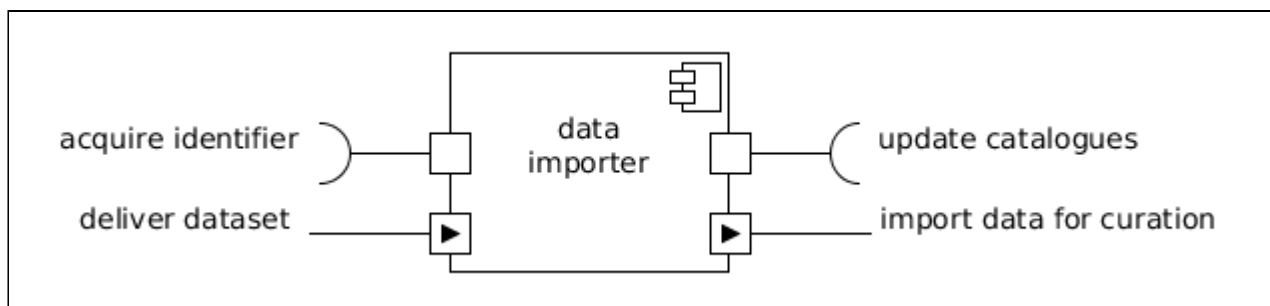 acquire identifier
deliver dataset
data
importer
update catalogues
import data for curation